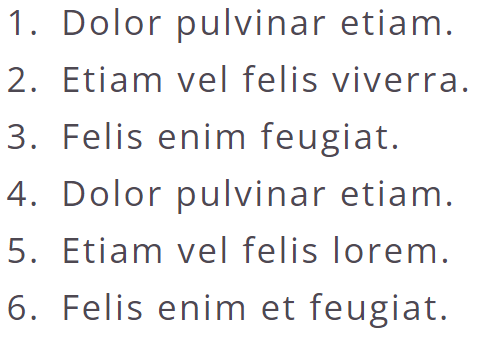 1. Dolor pulvinar etiam.
2. Etiam vel felis viverra.
3. Felis enim feugiat.
4. Dolor pulvinar etiam.
5. Etiam vel felis lorem.
6. Felis enim et feugiat.